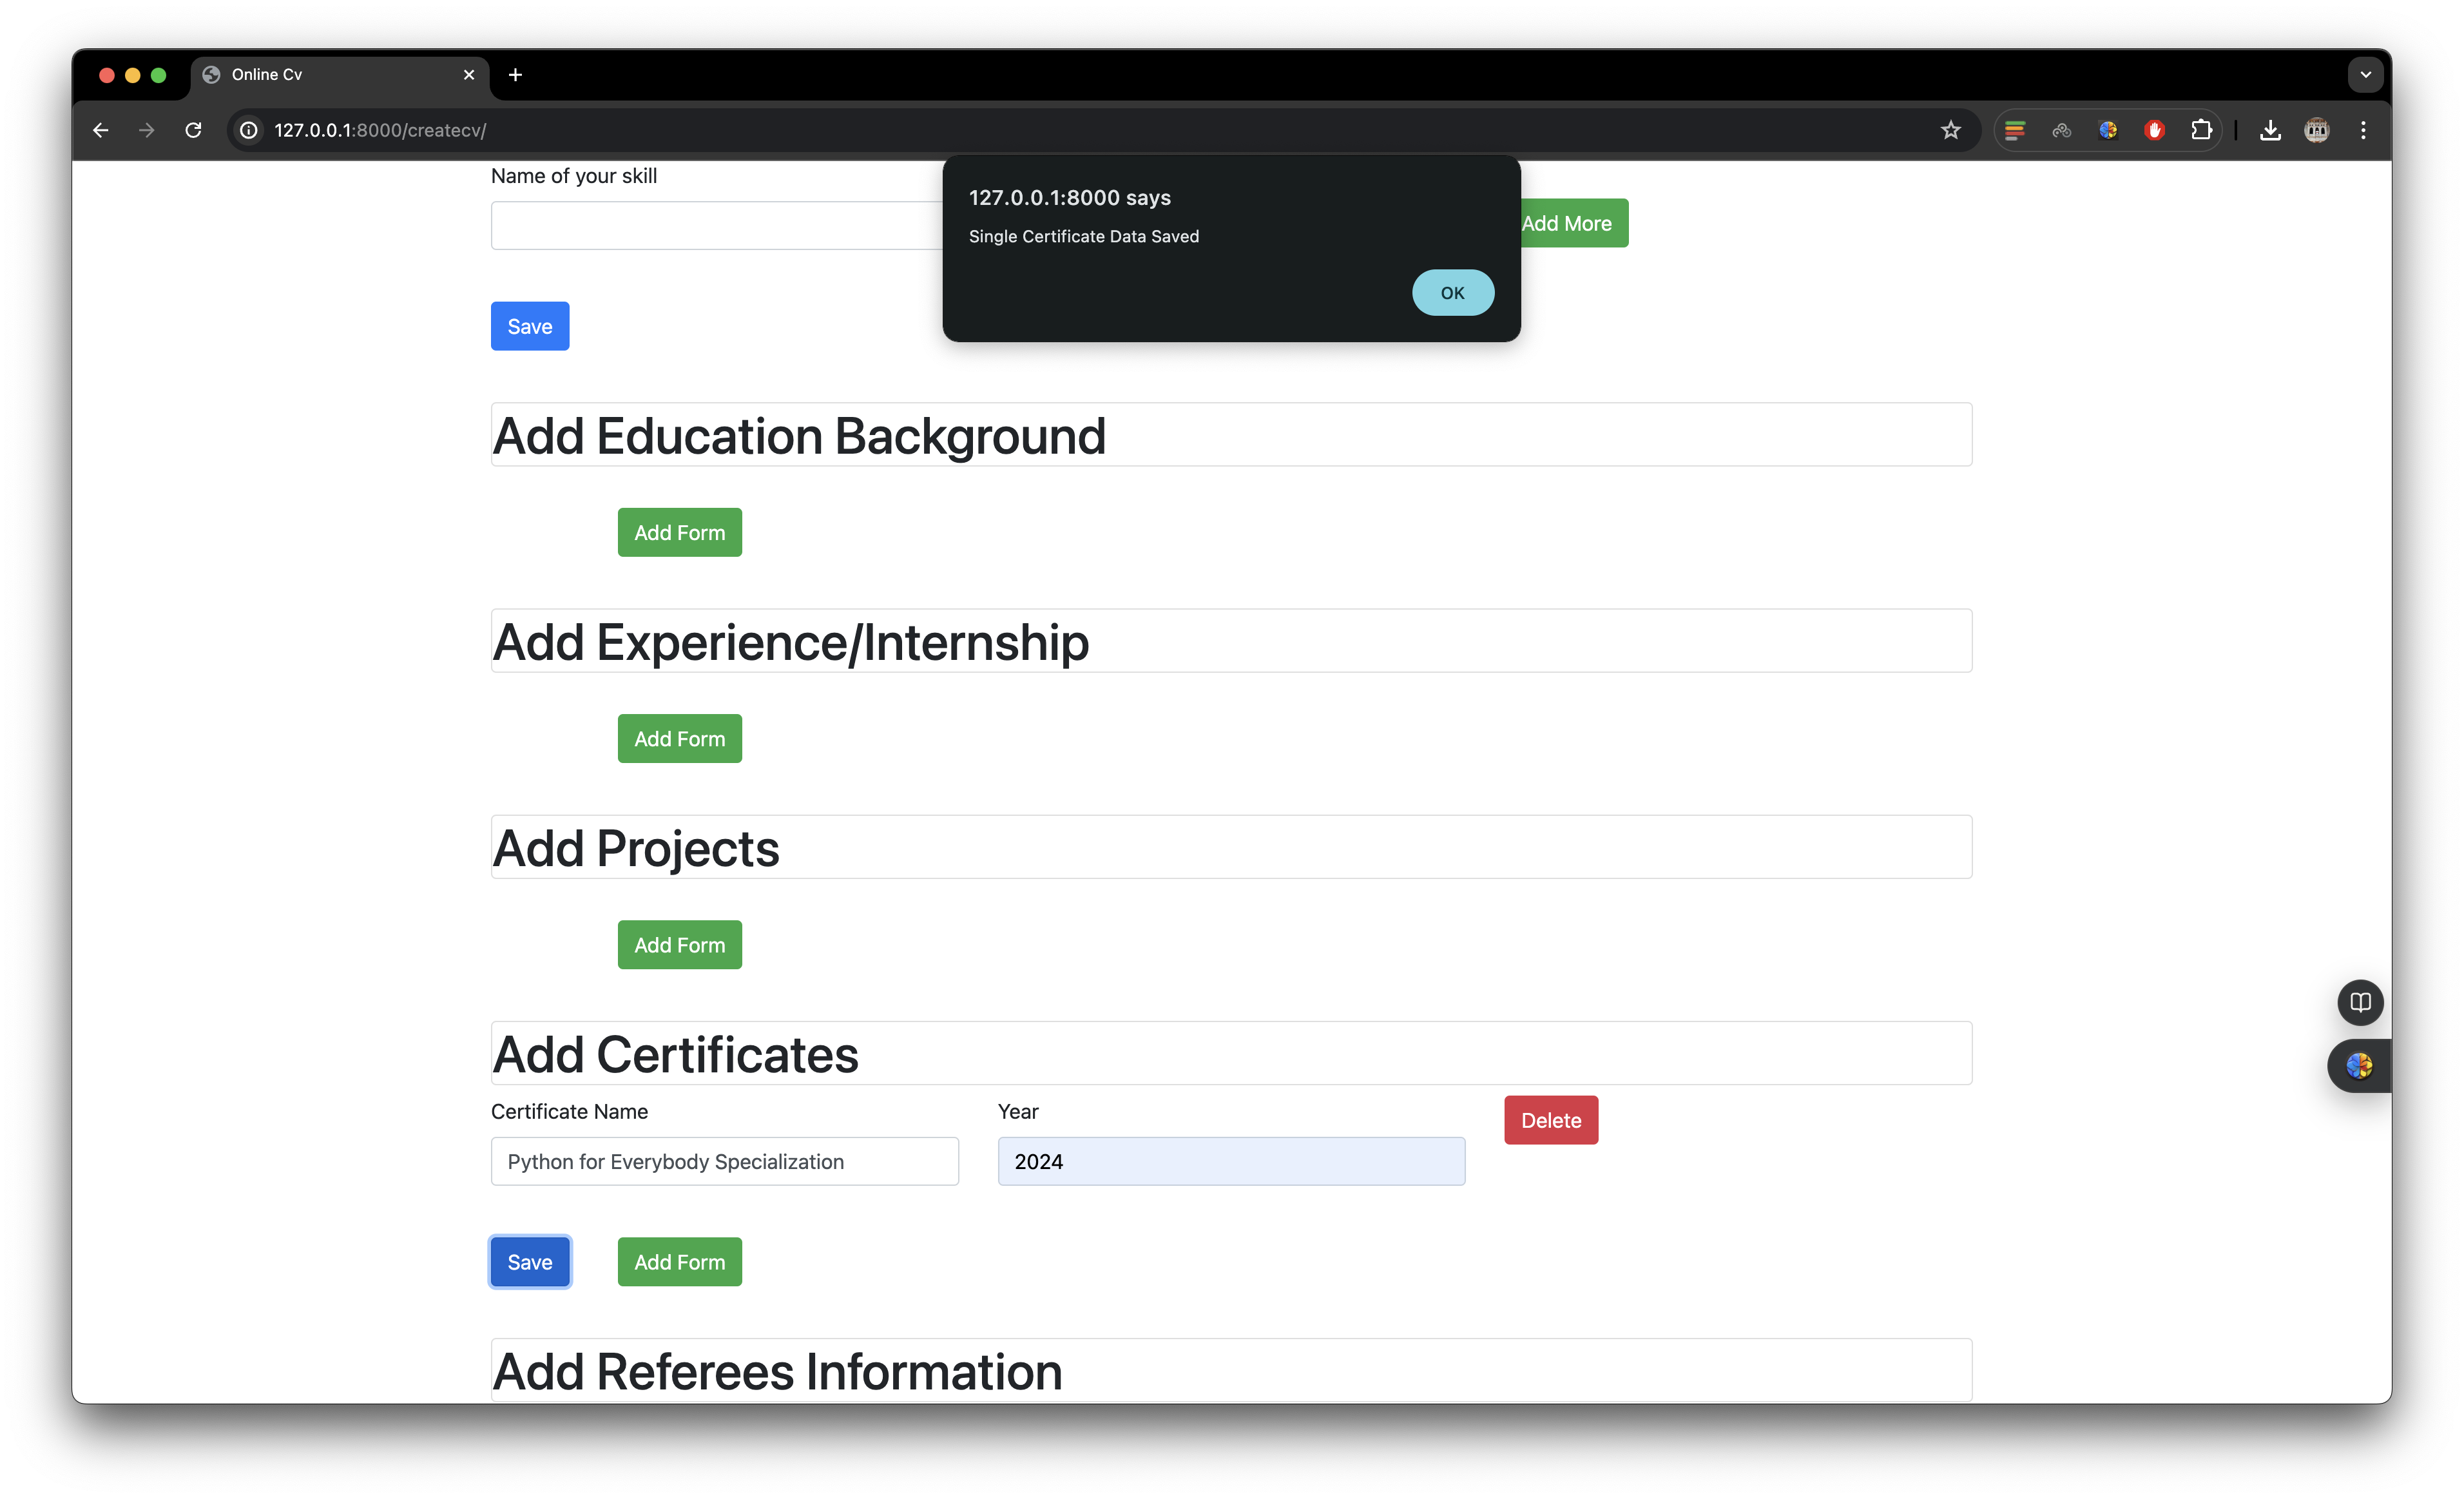 Online Cv
127.0.0.1:8000/createcv/
Name of your skill
127.0.0.1:8000 says
Single Certificate Data Saved
OK
Add More
Save
Add Education Background
Add Form
Add Experience/Internship
Add Form
Add Projects
Add Form
Add Certificates
Certificate Name
Year
Delete
Python for Everybody Specialization
2024
Save
Add Form
Add Referees Information